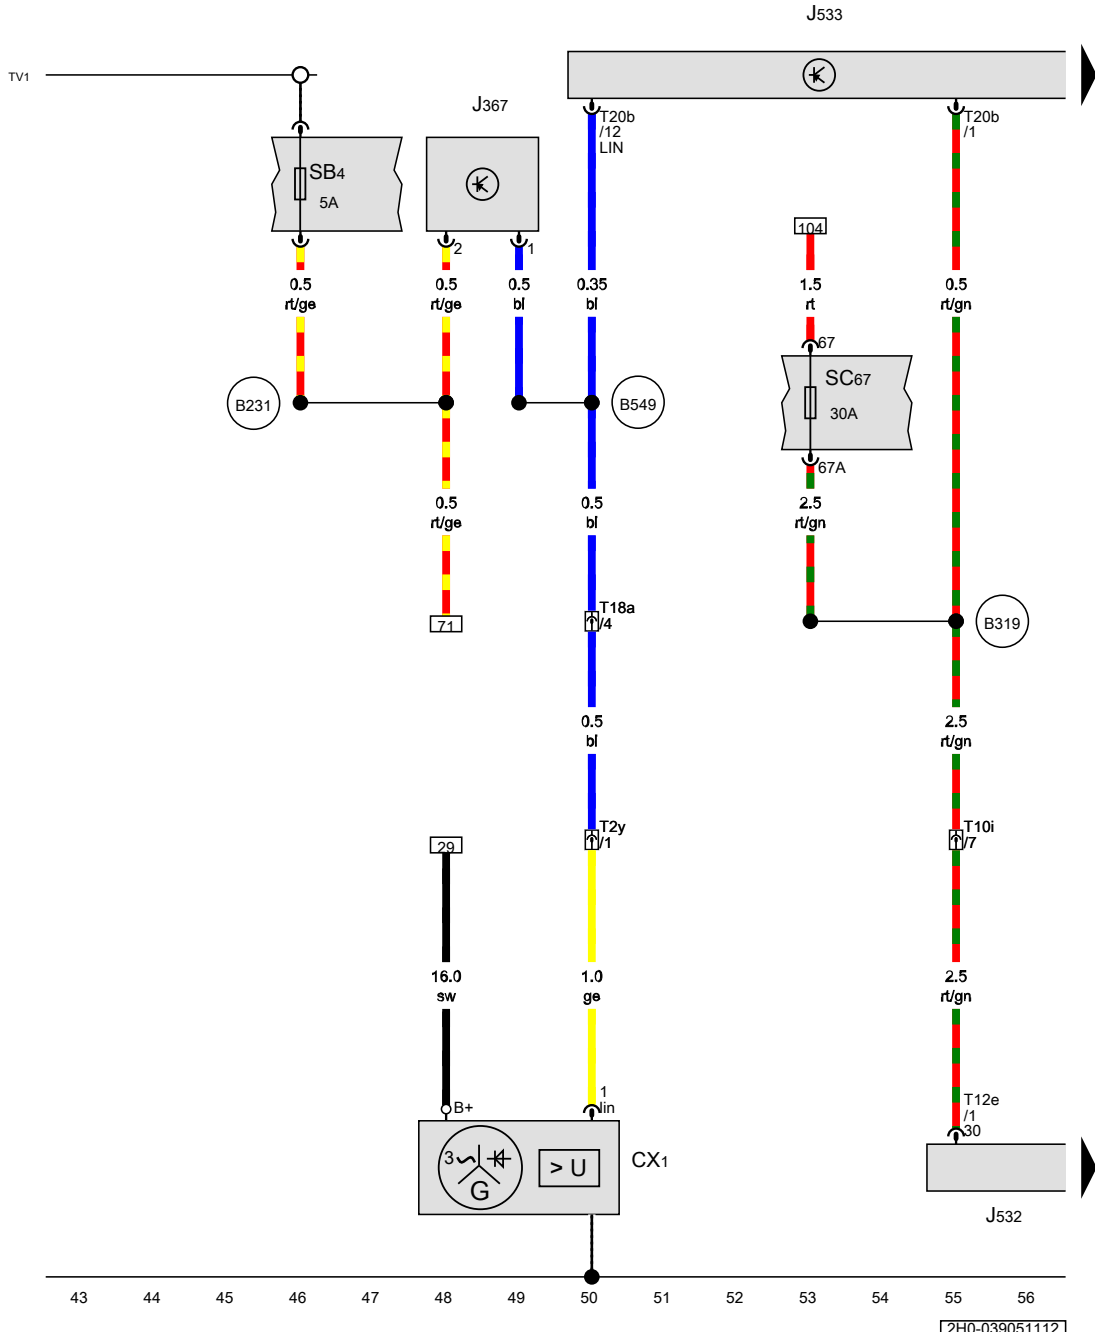 J533
TV1
J367
T20b
/12
LIN
T20b
/1
SB4
5A
2
1
104
0.5
rt/ge
0.5
rt/ge
0.5
bl
0.35
bl
1.5
rt
0.5
rt/gn
67
SC67
30A
B231
B549
67A
0.5
rt/ge
0.5
bl
2.5
rt/gn
71
T18a
/4
B319
0.5
bl
2.5
rt/gn
29
T2y
/1
T10i
/7
16.0
sw
1.0
ge
2.5
rt/gn
B+
1
lin
T12e
/1
30
3
G
> U
CX1
J532
43 44 45 46 47 48 49 50 51 52 53 54 55 56
2H0-039051112